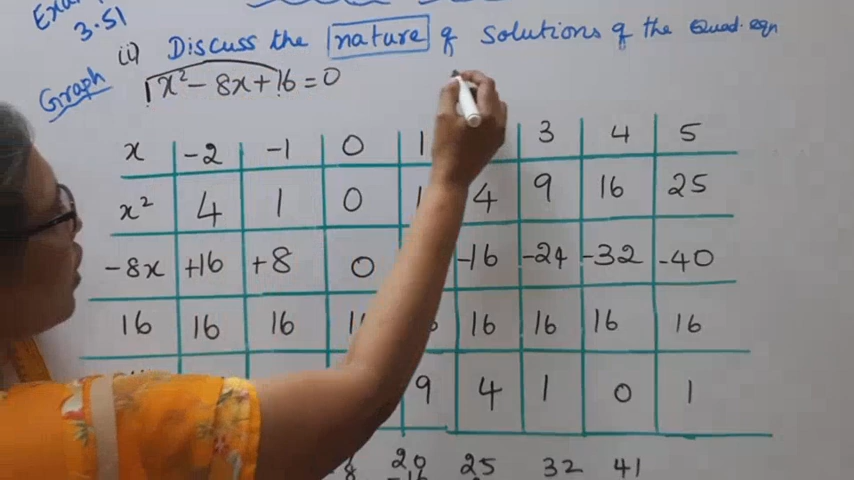 3.51
(ii) Discuss the nature of solutions of the Quad. eqn
Graph x² - 8x + 16 = 0
x -2 -1 0 1 3 4 5
x² 4 1 0 4 9 16 25
-8x +16 +8 0 -16 -24 -32 -40
16 16 16 16 16 16 16
9 4 1 0 1
20 25 32 41